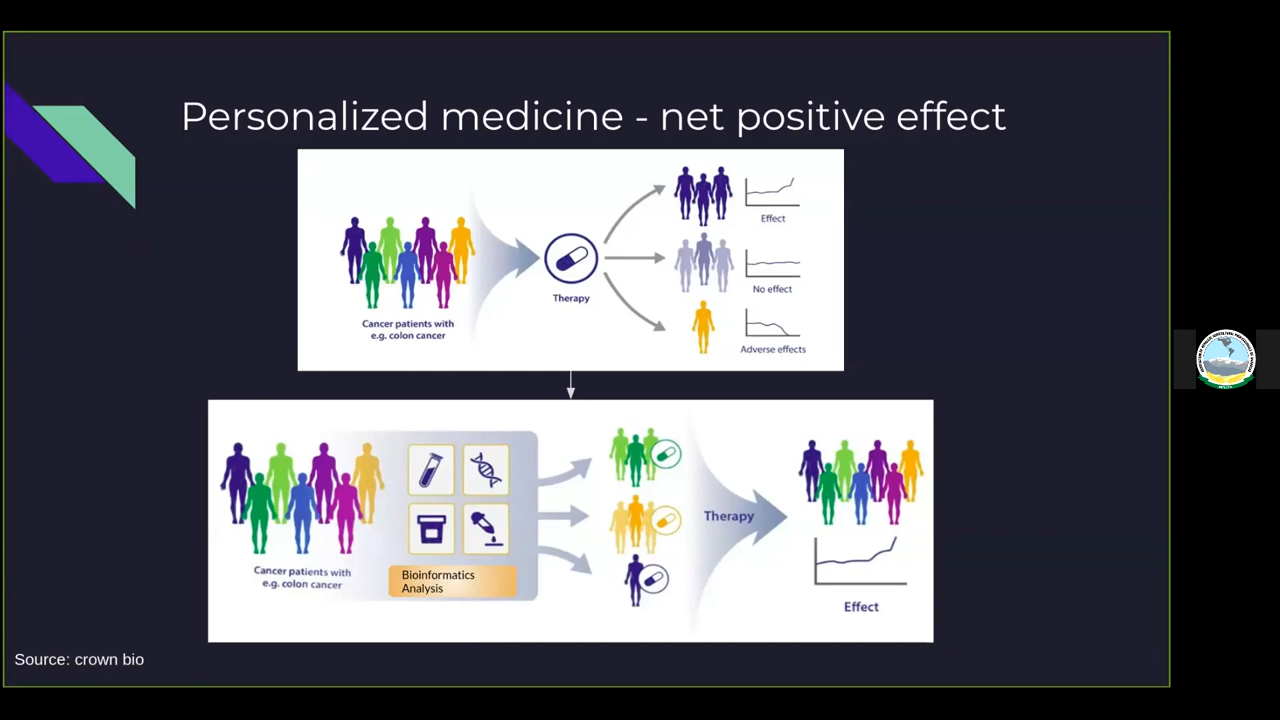 Personalized medicine - net positive effect
Cancer patients with
e.g. colon cancer
Therapy
Effect
No effect
Adverse effects
Cancer patients with
e.g. colon cancer
Bioinformatics
Analysis
Therapy
Effect
Source: crown bio